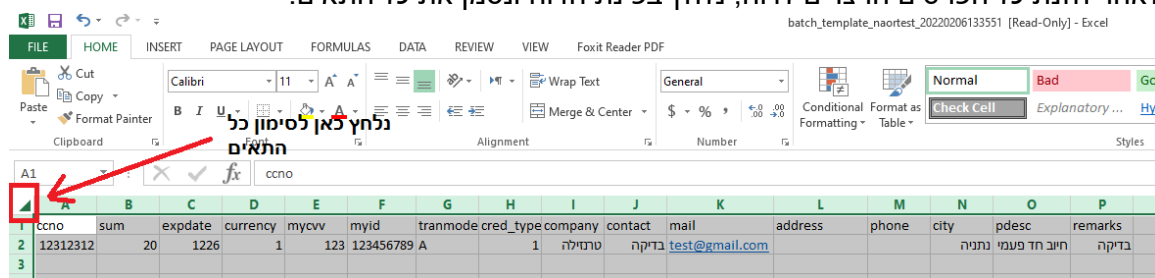 batch_template_naortest_20220206133551 [Read-Only] - Excel
FILE HOME INSERT PAGE LAYOUT FORMULAS DATA REVIEW VIEW Foxit Reader PDF
Cut
Copy
Format Painter
Paste
Calibri 11
B I U
Wrap Text
Merge & Center
General
$ % ,
Conditional Formatting
Format as Table
Normal Bad
Check Cell Explanatory ...
Clipboard Font Alignment Number Styles
נלחץ כאן לסימון כל
התאים
A1 fx ccno
A B C D E F G H I J K L M N O P
1 ccno sum expdate currency mycvv myid tranmode cred_type company contact mail address phone city pdesc remarks
2 12312312 20 1226 1 123 123456789 A 1 טרנזילה בדיקה test@gmail.com נתניה חיוב חד פעמי בדיקה
3